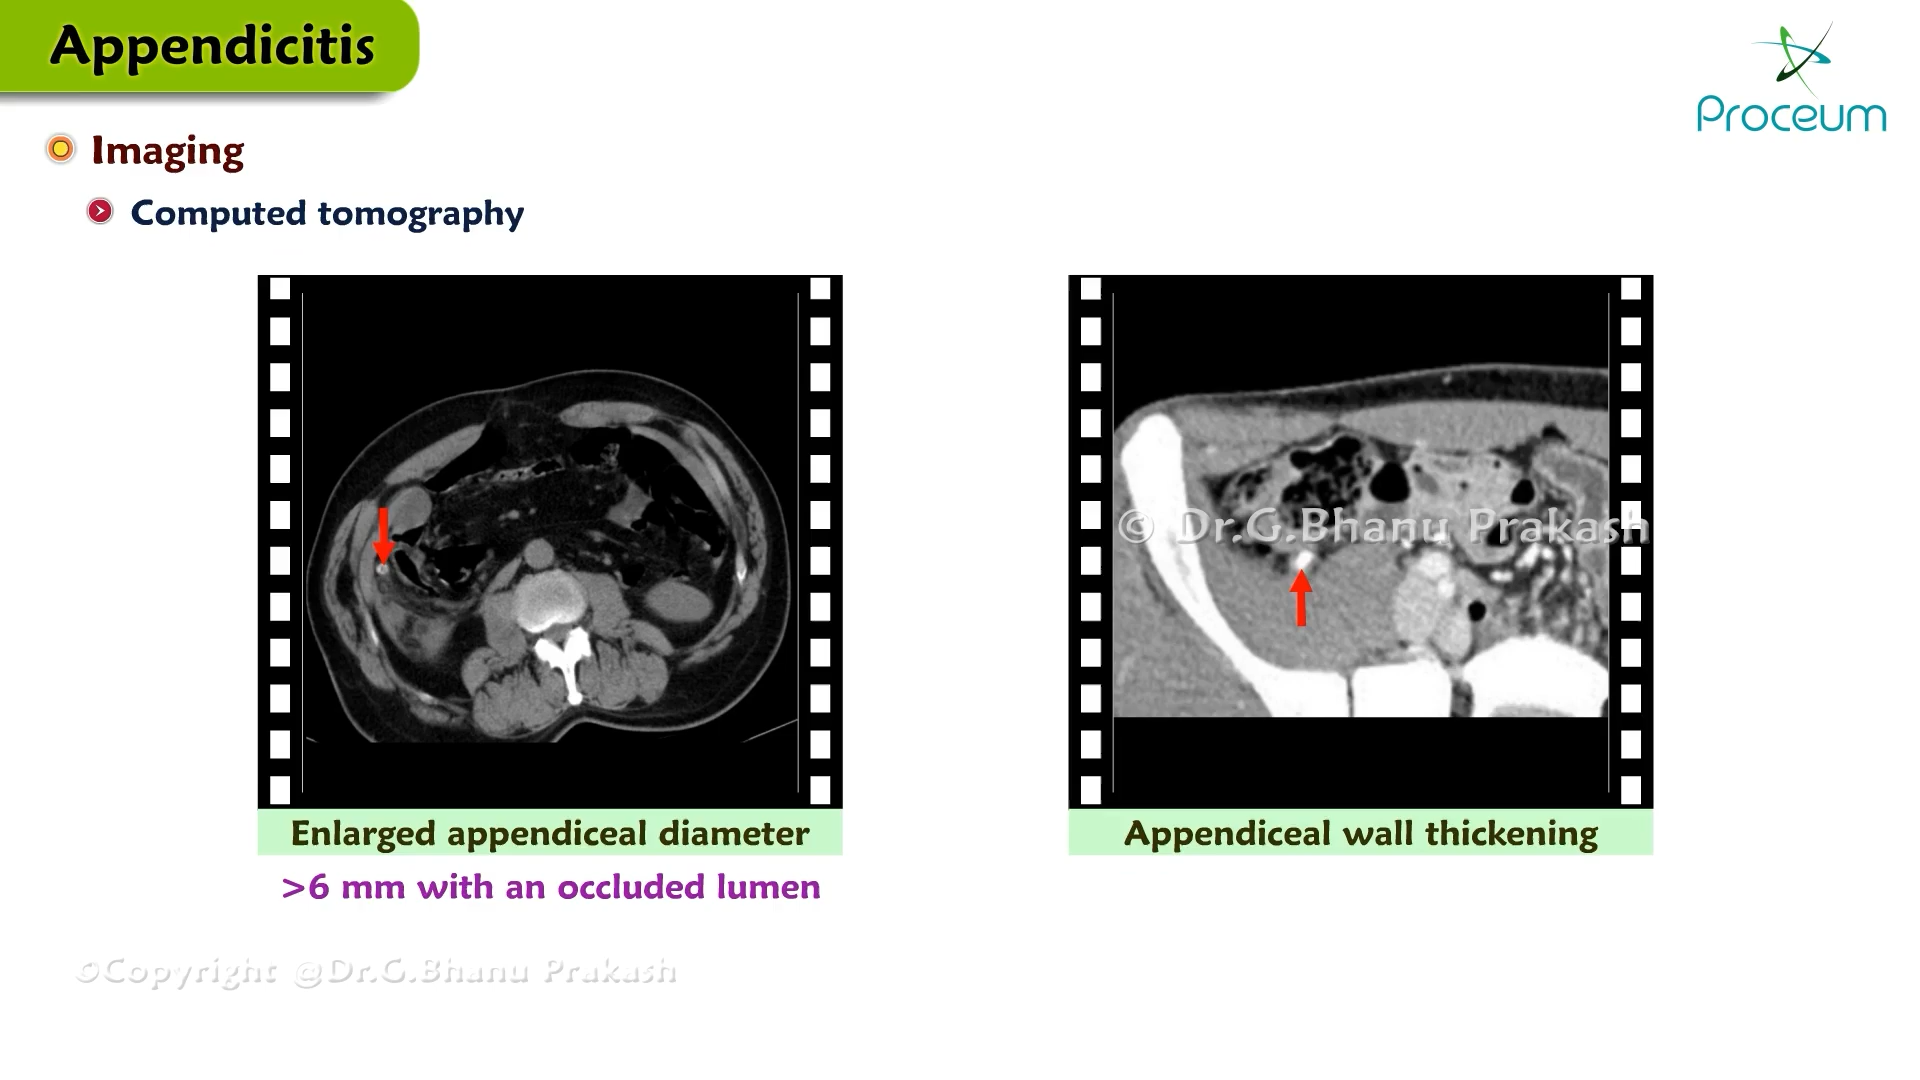 Appendicitis
Proceum
Imaging
Computed tomography
© Dr.G.Bhanu Prakash
Enlarged appendiceal diameter
Appendiceal wall thickening
>6 mm with an occluded lumen
©Copyright @Dr.G.Bhanu Prakash